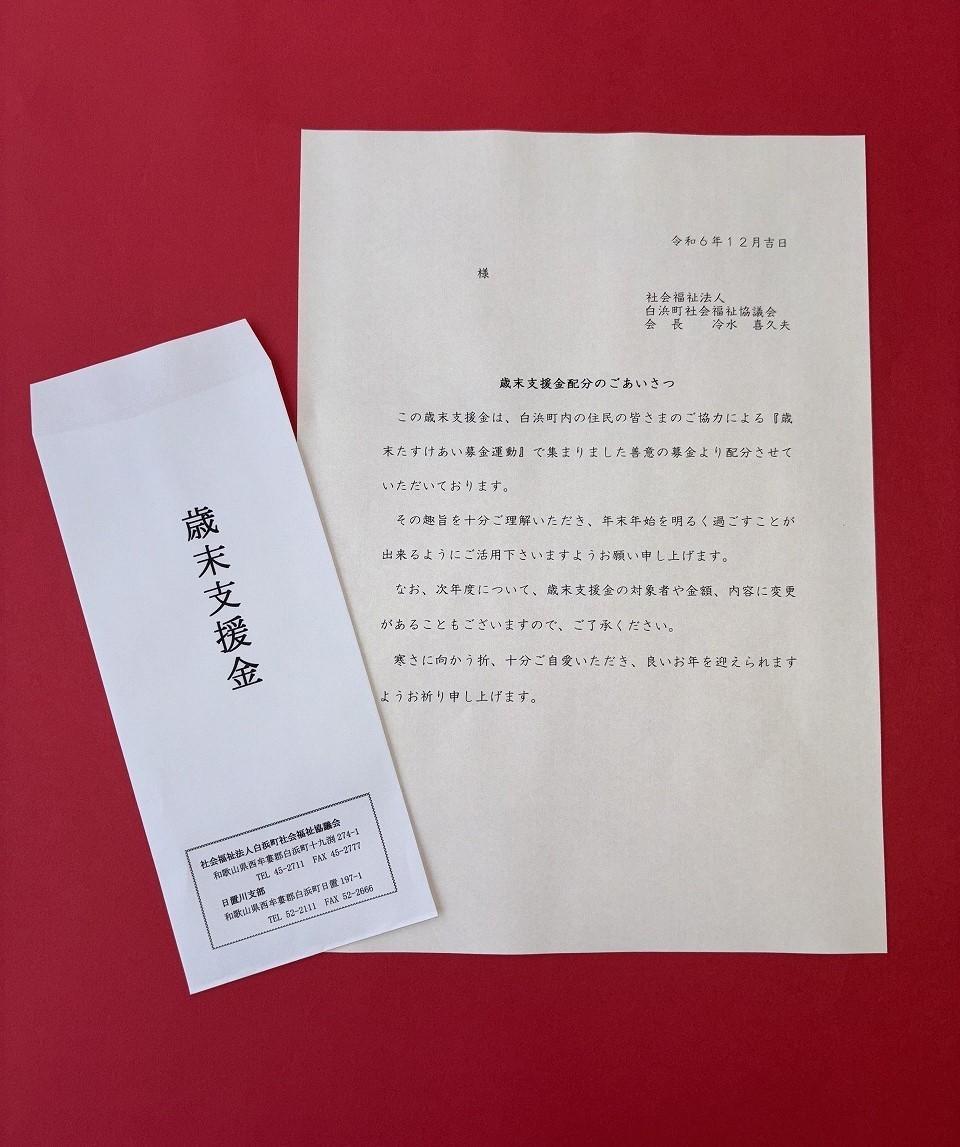 令和６年１２月吉日
様
社会福祉法人
白浜町社会福祉協議会
会　長　　冷水　喜久夫
歳末支援金配分のごあいさつ
この歳末支援金は、白浜町内の住民の皆さまのご協力による『歳
末たすけあい募金運動』で集まりました善意の募金より配分させて
いただいております。
その趣旨を十分ご理解いただき、年末年始を明るく過ごすことが
出来るようにご活用下さいますようお願い申し上げます。
なお、次年度について、歳末支援金の対象者や金額、内容に変更
があることもございますので、ご了承ください。
寒さに向かう折、十分ご自愛いただき、良いお年を迎えられます
ようお祈り申し上げます。
歳末支援金
社会福祉法人白浜町社会福祉協議会
和歌山県西牟婁郡白浜町十九渕 274-1
TEL 45-2711　FAX 45-2777
日置川支部
和歌山県西牟婁郡白浜町日置 197-1
TEL 52-2111　FAX 52-2666